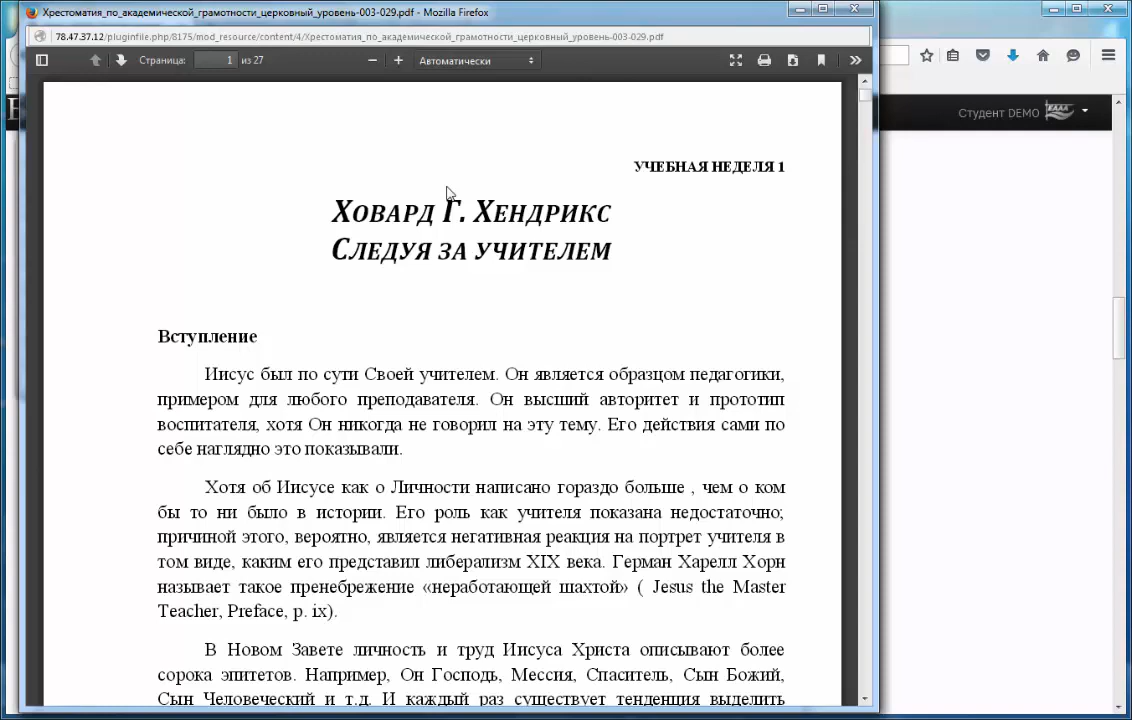 Хрестоматия_по_академической_грамотности_церковный_уровень-003-029.pdf - Mozilla Firefox
78.47.37.12/pluginfile.php/8175/mod_resource/content/4/Хрестоматия_по_академической_грамотности_церковный_уровень-003-029.pdf
Страница: 1 из 27
Автоматически
Студент DEMO
УЧЕБНАЯ НЕДЕЛЯ 1
ХОВАРД Г. ХЕНДРИКС
СЛЕДУЯ ЗА УЧИТЕЛЕМ
Вступление
Иисус был по сути Своей учителем. Он является образцом педагогики,
примером для любого преподавателя. Он высший авторитет и прототип
воспитателя, хотя Он никогда не говорил на эту тему. Его действия сами по
себе наглядно это показывали.
Хотя об Иисусе как о Личности написано гораздо больше , чем о ком
бы то ни было в истории. Его роль как учителя показана недостаточно;
причиной этого, вероятно, является негативная реакция на портрет учителя в
том виде, каким его представил либерализм XIX века. Герман Харелл Хорн
называет такое пренебрежение «неработающей шахтой» ( Jesus the Master
Teacher, Preface, p. ix).
В Новом Завете личность и труд Иисуса Христа описывают более
сорока эпитетов. Например, Он Господь, Мессия, Спаситель, Сын Божий,
Сын Человеческий и т.д. И каждый раз существует тенденция выделить